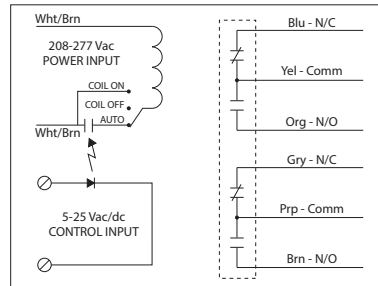 Wht/Brn
208-277 Vac
POWER INPUT
COIL ON
COIL OFF
AUTO
Wht/Brn
5-25 Vac/dc
CONTROL INPUT
Blu - N/C
Yel - Comm
Org - N/O
Gry - N/C
Prp - Comm
Brn - N/O